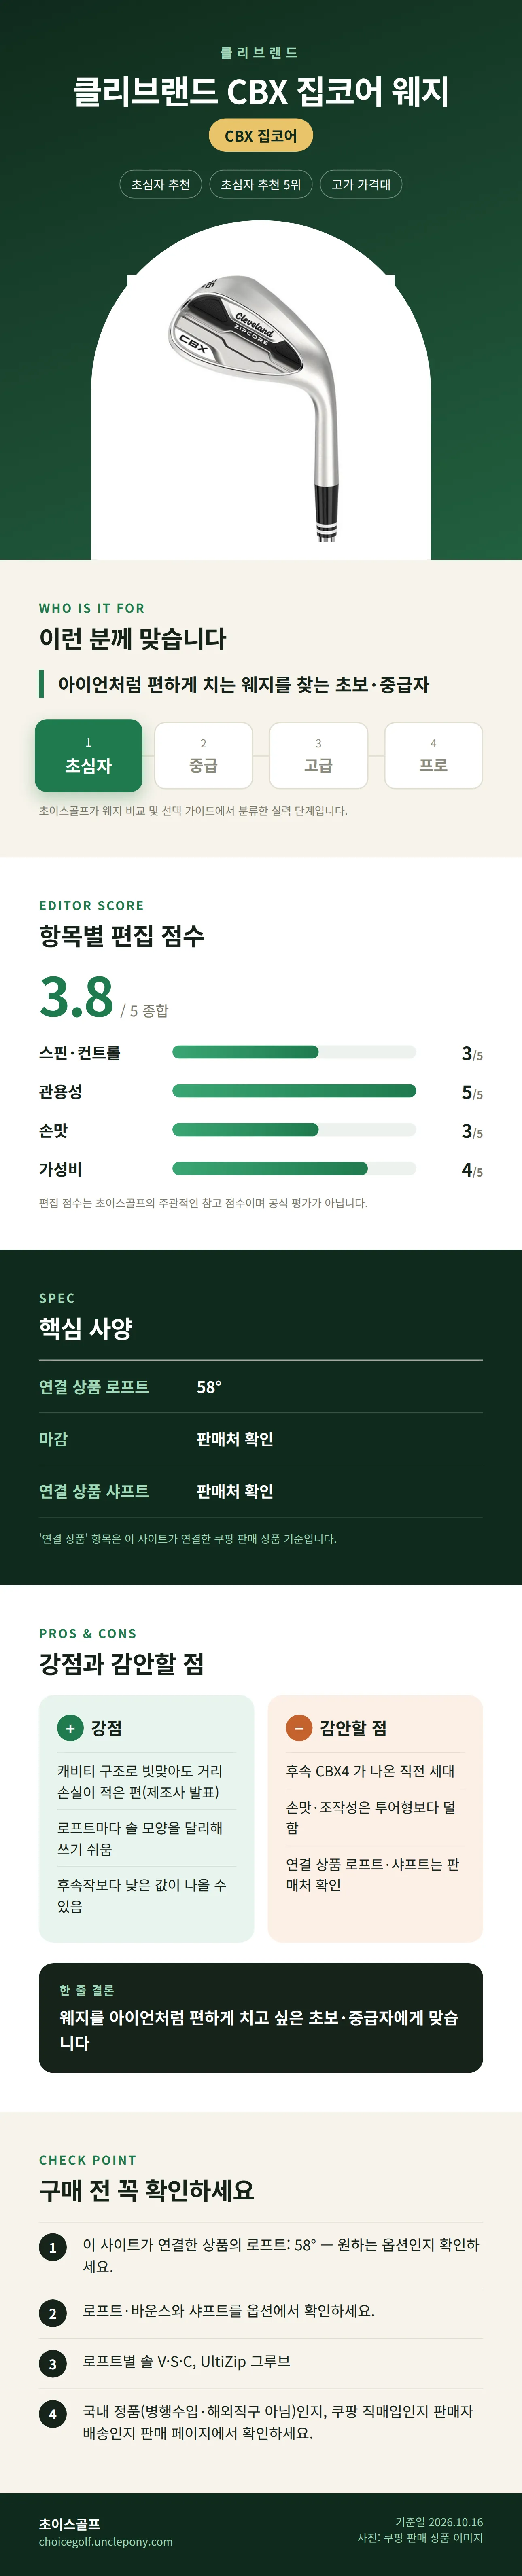 클리브랜드
클리브랜드 CBX 집코어 웨지
CBX 집코어
초심자 추천
초심자 추천 5위
고가 가격대
Cleveland
ZIPCORE
CBX
WHO IS IT FOR
이런 분께 맞습니다
아이언처럼 편하게 치는 웨지를 찾는 초보·중급자
1
초심자
2
중급
3
고급
4
프로
초이스골프가 웨지 비교 및 선택 가이드에서 분류한 실력 단계입니다.
EDITOR SCORE
항목별 편집 점수
3.8 / 5 종합
스핀·컨트롤 3/5
관용성 5/5
손맛 3/5
가성비 4/5
편집 점수는 초이스골프의 주관적인 참고 점수이며 공식 평가가 아닙니다.
SPEC
핵심 사양
연결 상품 로프트 58°
마감 판매처 확인
연결 상품 샤프트 판매처 확인
'연결 상품' 항목은 이 사이트가 연결한 쿠팡 판매 상품 기준입니다.
PROS & CONS
강점과 감안할 점
+ 강점
캐비티 구조로 빗맞아도 거리
손실이 적은 편(제조사 발표)
로프트마다 솔 모양을 달리해
쓰기 쉬움
후속작보다 낮은 값이 나올 수
있음
− 감안할 점
후속 CBX4 가 나온 직전 세대
손맛·조작성은 투어형보다 덜
함
연결 상품 로프트·샤프트는 판
매처 확인
한 줄 결론
웨지를 아이언처럼 편하게 치고 싶은 초보·중급자에게 맞습
니다
CHECK POINT
구매 전 꼭 확인하세요
1 이 사이트가 연결한 상품의 로프트: 58° — 원하는 옵션인지 확인하
세요.
2 로프트·바운스와 샤프트를 옵션에서 확인하세요.
3 로프트별 솔 V·S·C, UltiZip 그루브
4 국내 정품(병행수입·해외직구 아님)인지, 쿠팡 직매입인지 판매자
배송인지 판매 페이지에서 확인하세요.
초이스골프
choicegolf.unclepony.com
기준일 2026.10.16
사진: 쿠팡 판매 상품 이미지